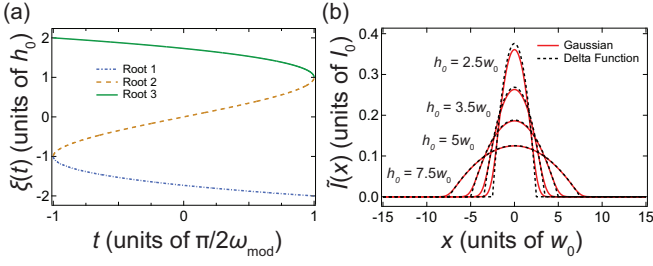 (a)
ξ(t) (units of h₀)
2
1
0
-1
-2
Root 1
Root 2
Root 3
-1
0
1
t (units of π/2ω_mod)
(b)
Ĩ(x) (units of I₀)
0.4
0.3
0.2
0.1
0.0
h₀ = 2.5w₀
h₀ = 3.5w₀
h₀ = 5w₀
h₀ = 7.5w₀
Gaussian
Delta Function
-15
-10
-5
0
5
10
15
x (units of w₀)